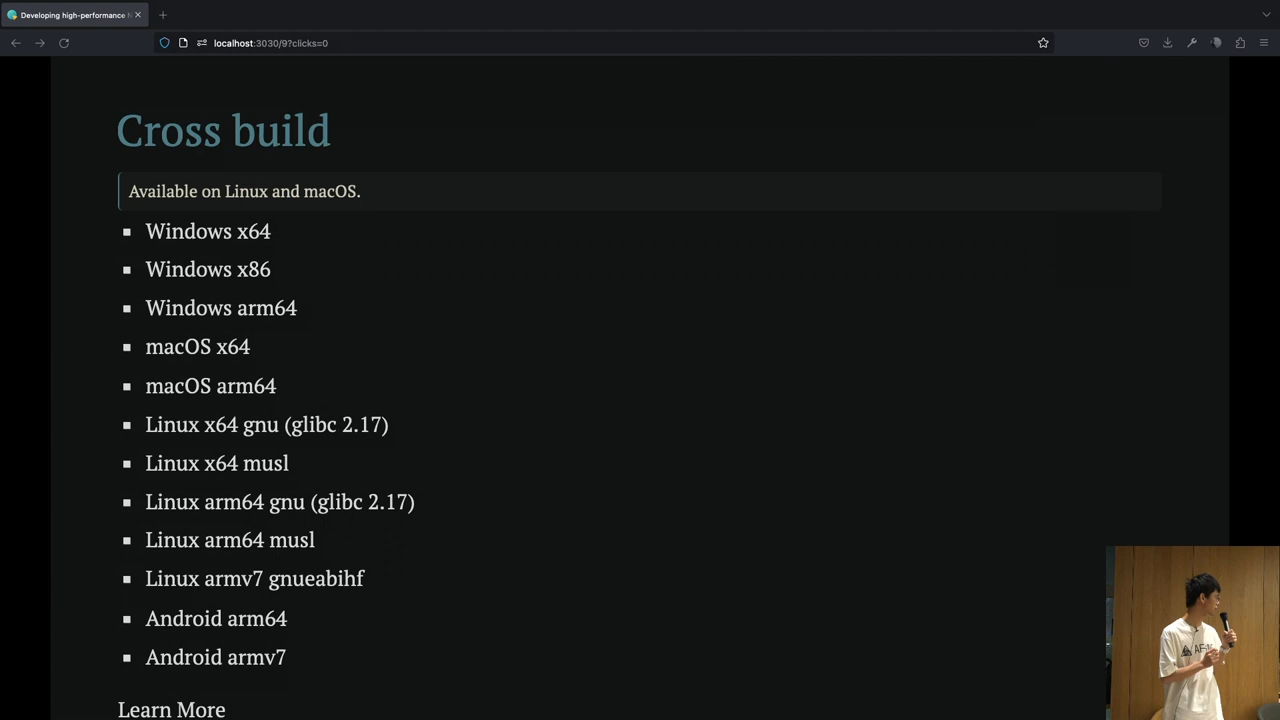 Developing high-performance
localhost:3030/9?clicks=0
Cross build
Available on Linux and macOS.
Windows x64
Windows x86
Windows arm64
macOS x64
macOS arm64
Linux x64 gnu (glibc 2.17)
Linux x64 musl
Linux arm64 gnu (glibc 2.17)
Linux arm64 musl
Linux armv7 gnueabihf
Android arm64
Android armv7
Learn More